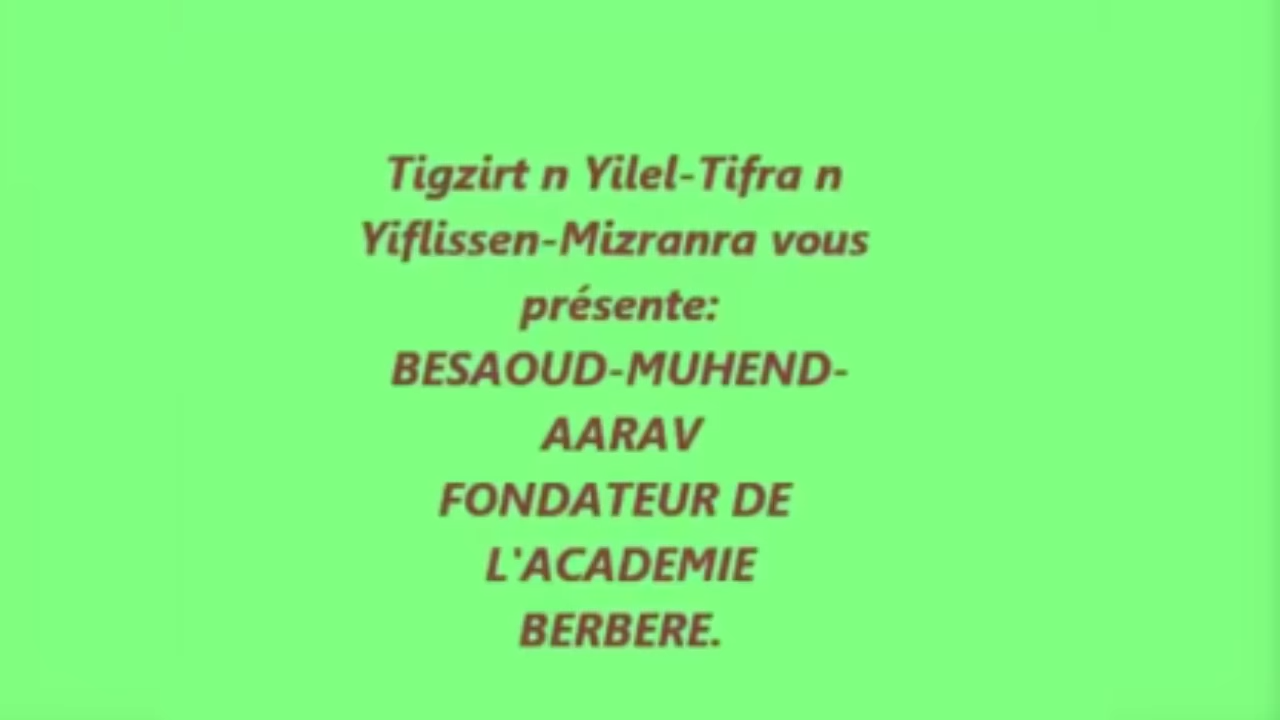 Tigzirt n Yilel-Tifra n
Yiflissen-Mizranra vous
présente:
BESAOUD-MUHEND-
AARAV
FONDATEUR DE
L'ACADEMIE
BERBERE.